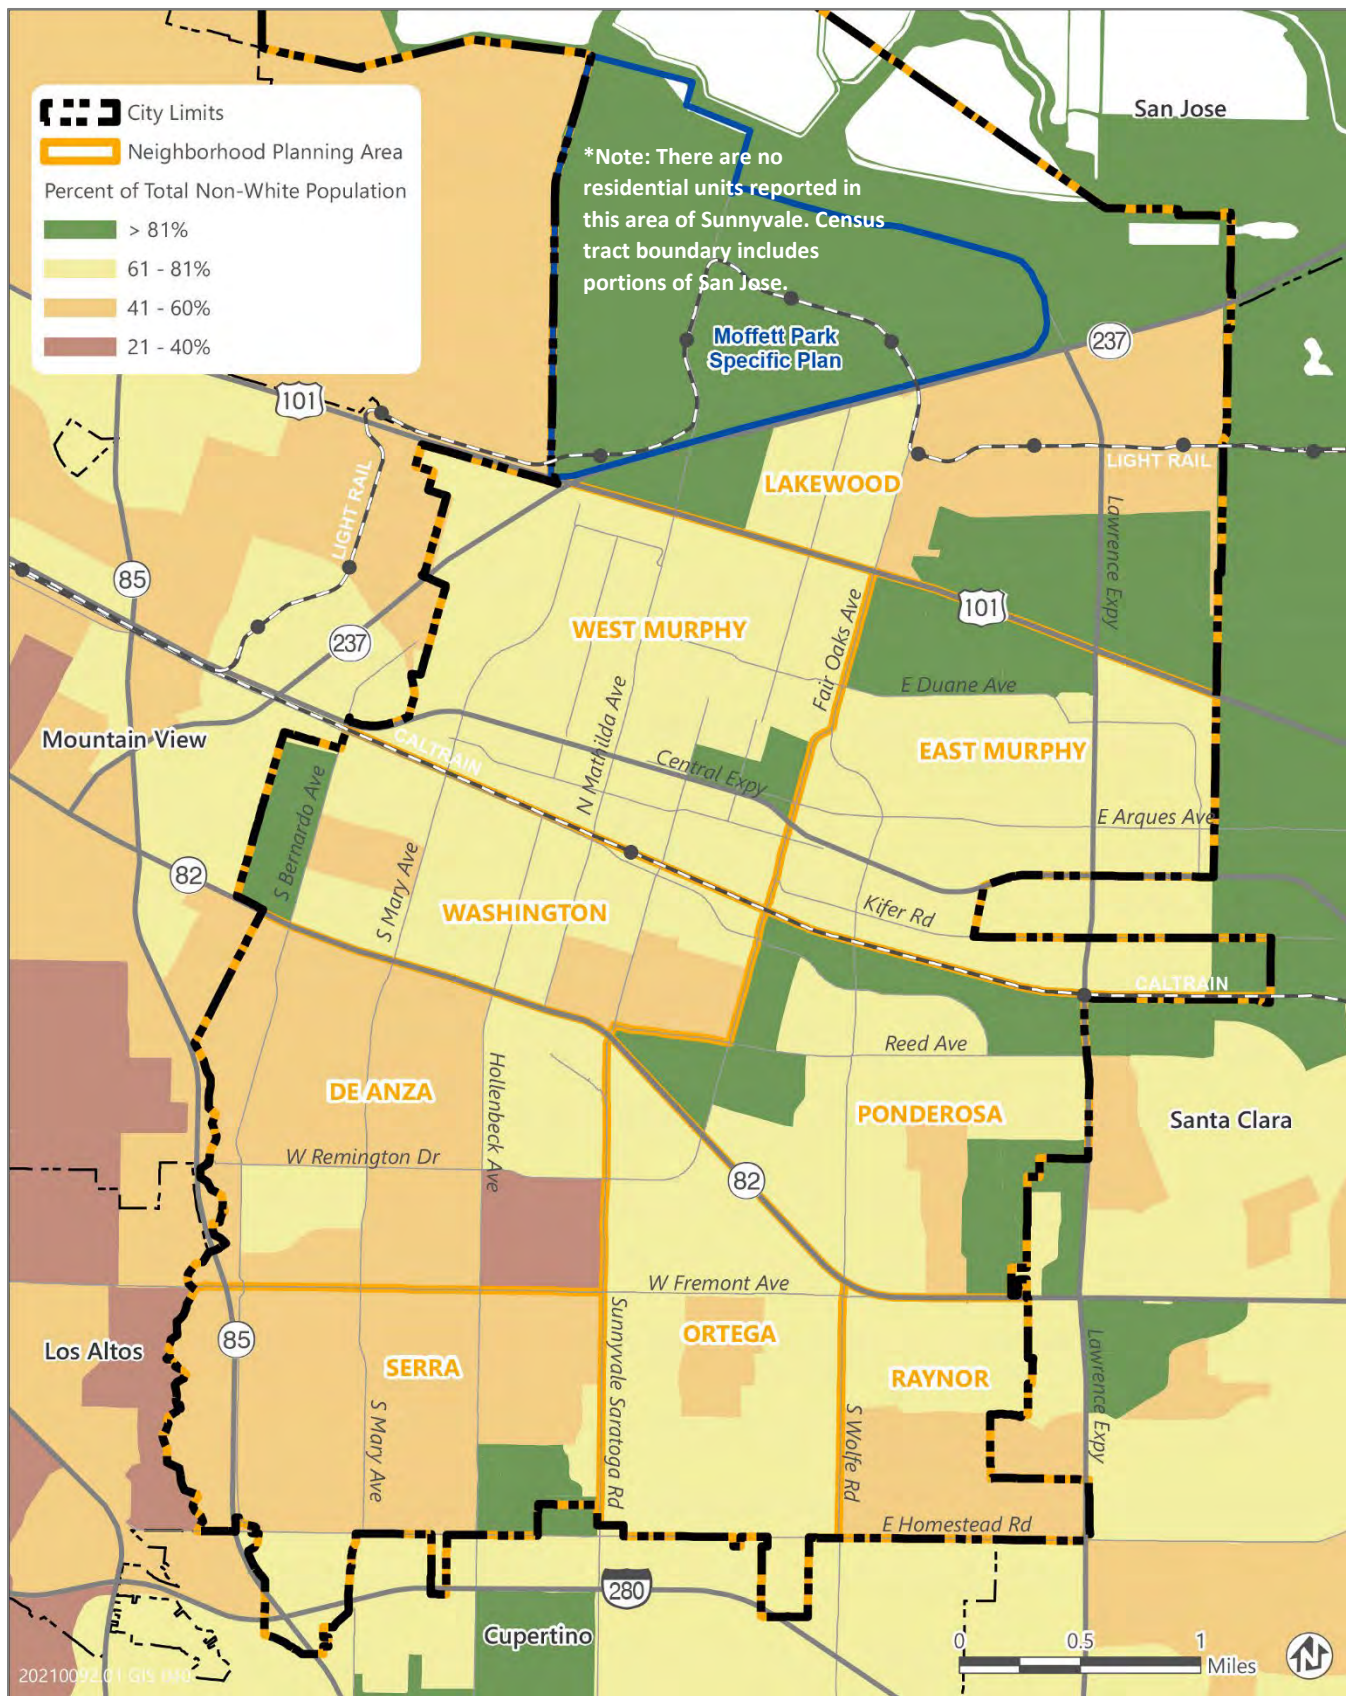 San Jose
City Limits
Neighborhood Planning Area
Percent of Total Non-White Population
> 81%
61 - 81%
41 - 60%
21 - 40%
*Note: There are no
residential units reported in
this area of Sunnyvale. Census
tract boundary includes
portions of San Jose.
Moffett Park
Specific Plan
237
101
LIGHT RAIL
LAKEWOOD
LIGHT RAIL
Lawrence Expy
85
101
237
WEST MURPHY
Fair Oaks Ave
E Duane Ave
Mountain View
N Mathilda Ave
CALTRAIN
Central Expy
EAST MURPHY
E Arques Ave
S Bernardo Ave
82
S Mary Ave
WASHINGTON
Kifer Rd
CALTRAIN
Reed Ave
Hollenbeck Ave
DE ANZA
PONDEROSA
Santa Clara
W Remington Dr
82
W Fremont Ave
Sunnyvale Saratoga Rd
ORTEGA
85
Los Altos
SERRA
RAYNOR
Lawrence Expy
S Mary Ave
S Wolfe Rd
E Homestead Rd
280
Cupertino
0 0.5 1
Miles
N